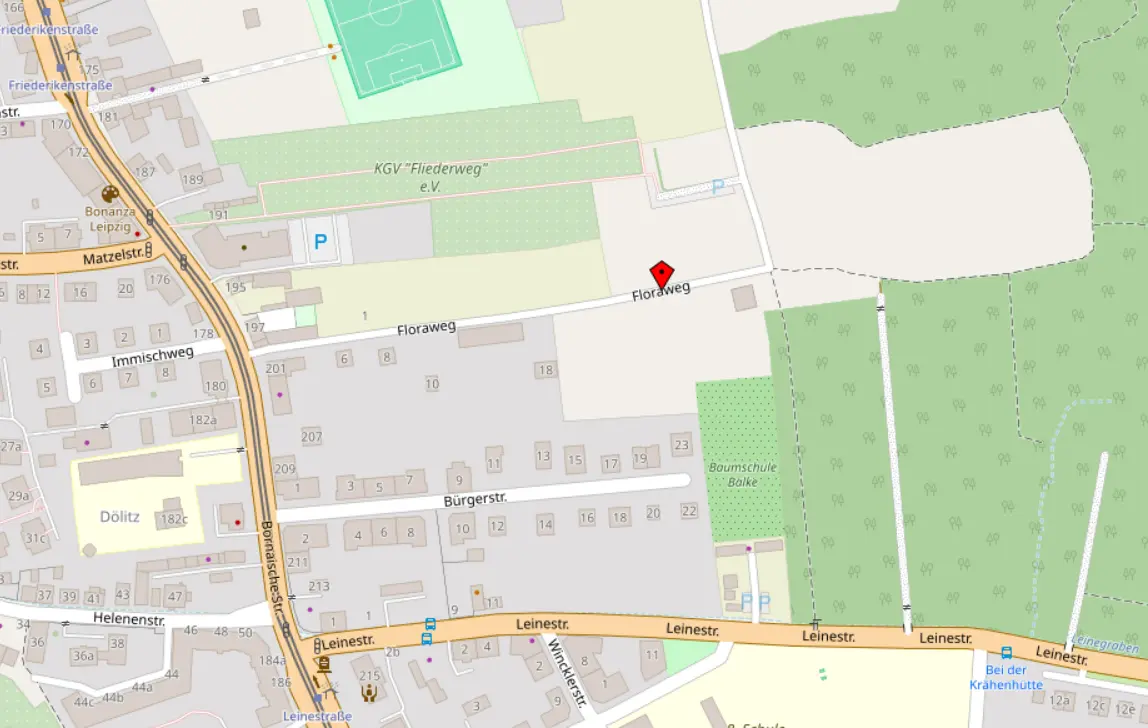 Friederikenstraße
Friederikenstraße
175
str.
3
170
181
172
187
189
191
KGV "Fliederweg"
e.V.
P
Bonanza
Leipzig
P
5
7
Matzelstr.
str.
8
12
16
20
176
195
Floraweg
1
197
Floraweg
178
3
2
1
4
Immischweg
201
6
8
10
18
5
6
7
8
180
182a
207
27a
209
11
13
15
17
19
23
Baumschule
Balke
29a
1
3
5
7
9
Bürgerstr.
Dölitz
182c
31c
2
4
6
8
10
12
14
16
18
20
22
Bornaische Str.
211
213
37
39
41
43
47
1
1
9
11
P P
Helenenstr.
34
36
38
36a
46
48
50
Leinestr.
Leinestr.
Leinestr.
Leinestr.
Leinestr.
Leinestr.
Leinegraben
2b
2
4
2
8
11
Wincklerstr.
184a
186
215
44
44a
44b
44c
3
9
1
Bei der
Krähenhütte
12a
12c
12e
Leinestraße